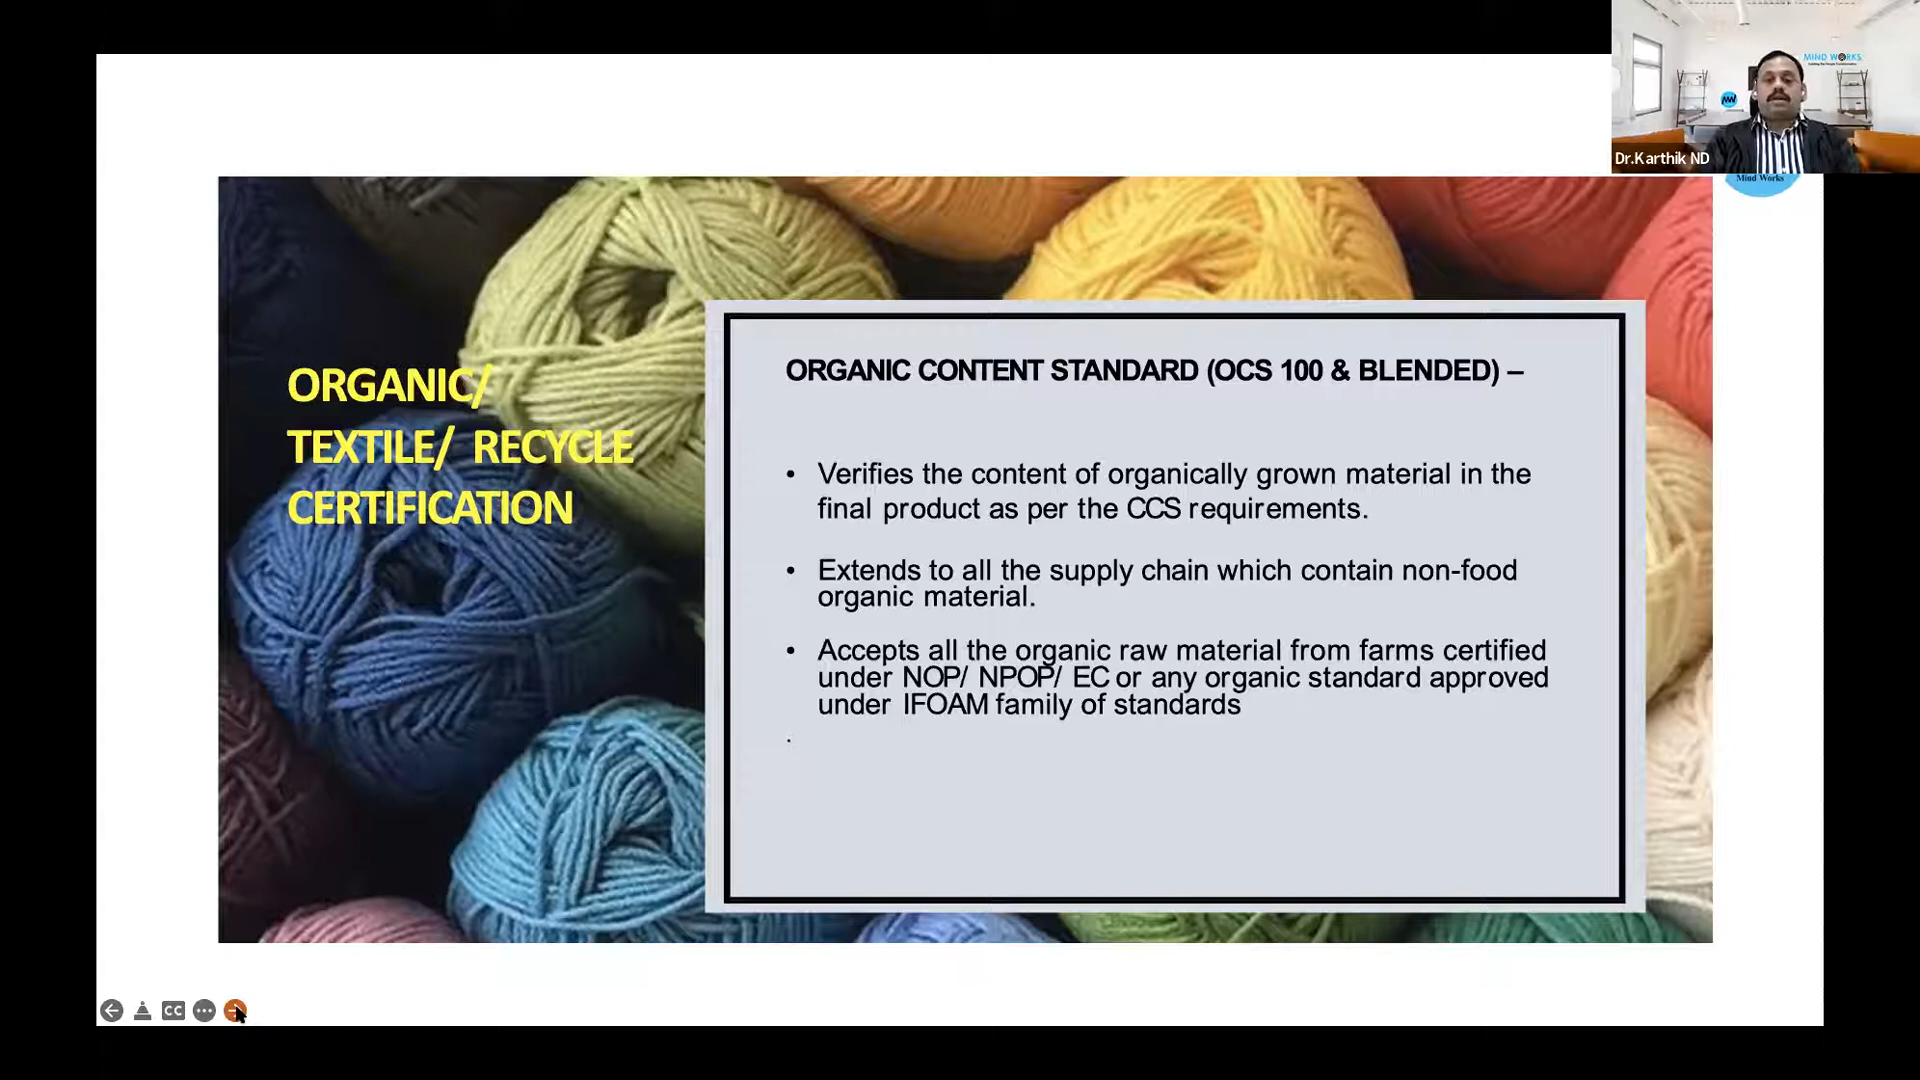 MIND WORKS
Dr.Karthik ND
Mind Works
ORGANIC/
TEXTILE/ RECYCLE
CERTIFICATION
ORGANIC CONTENT STANDARD (OCS 100 & BLENDED) –
• Verifies the content of organically grown material in the
final product as per the CCS requirements.
• Extends to all the supply chain which contain non-food
organic material.
• Accepts all the organic raw material from farms certified
under NOP/ NPOP/ EC or any organic standard approved
under IFOAM family of standards
.
CC